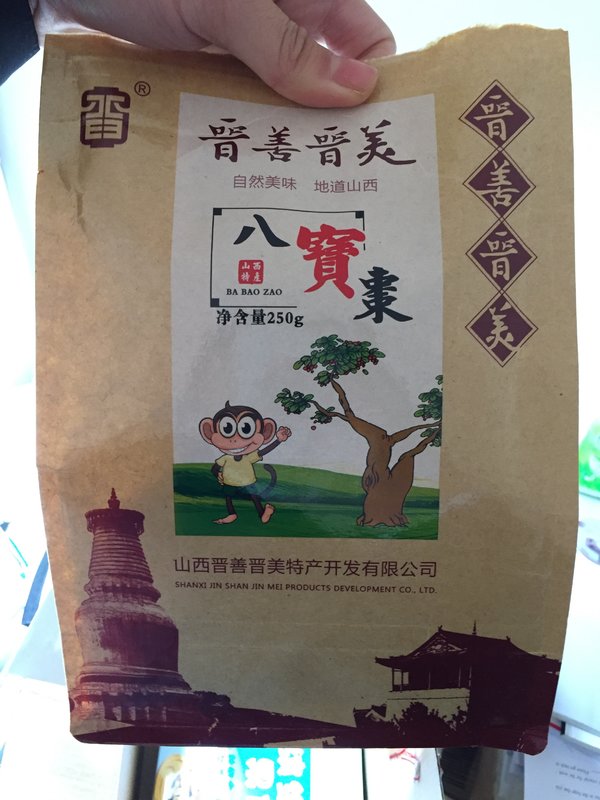 晋®
晋善晋美
自然美味 地道山西
八寶棗
山西特産
BA BAO ZAO
净含量250g
晋善晋美
山西晋善晋美特产开发有限公司
SHANXI JIN SHAN JIN MEI PRODUCTS DEVELOPMENT CO., LTD.